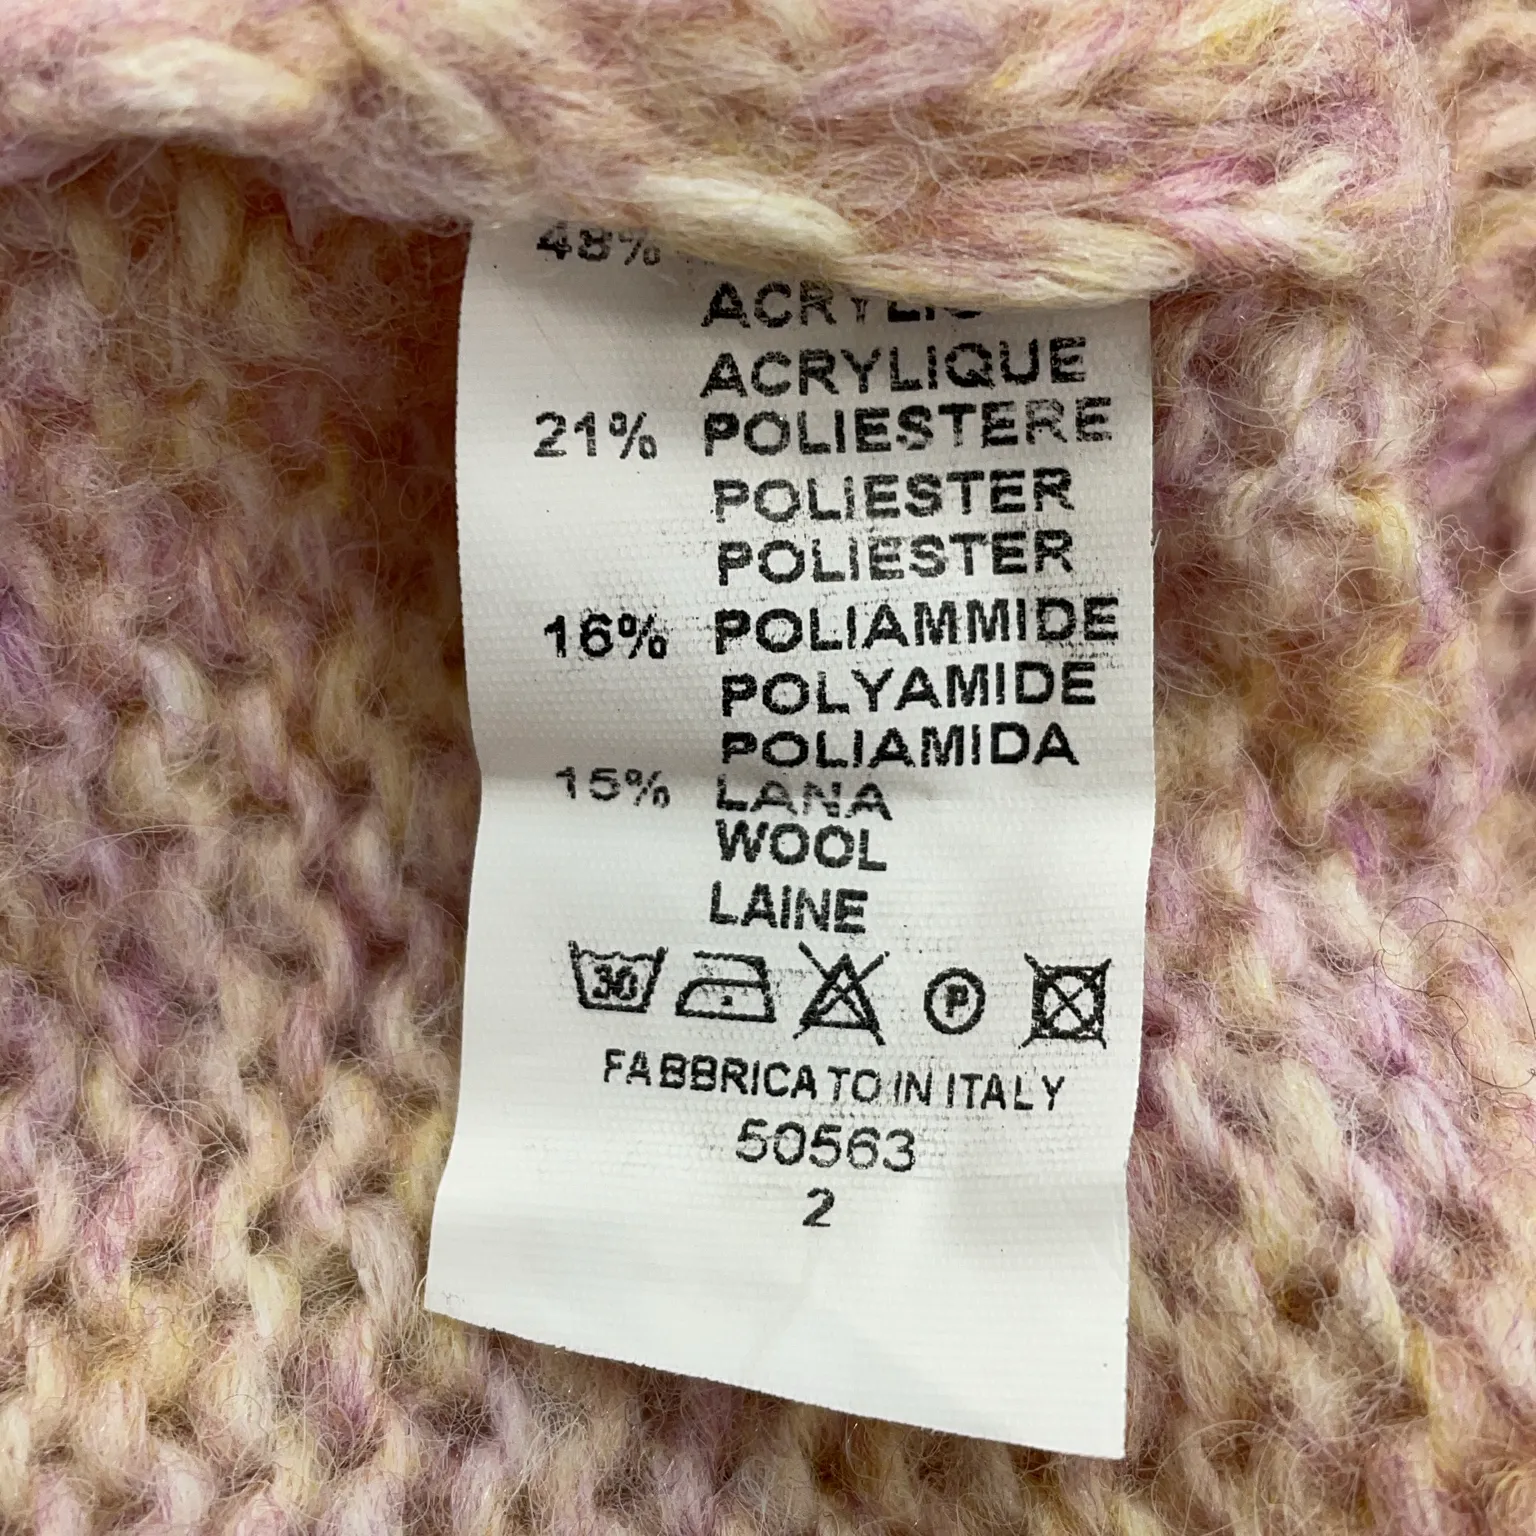 48%
ACRYLIC
ACRYLIQUE
21% POLIESTERE
POLIESTER
POLIESTER
16% POLIAMMIDE
POLYAMIDE
POLIAMIDA
15% LANA
WOOL
LAINE
30 P
FABBRICATO IN ITALY
50563
2